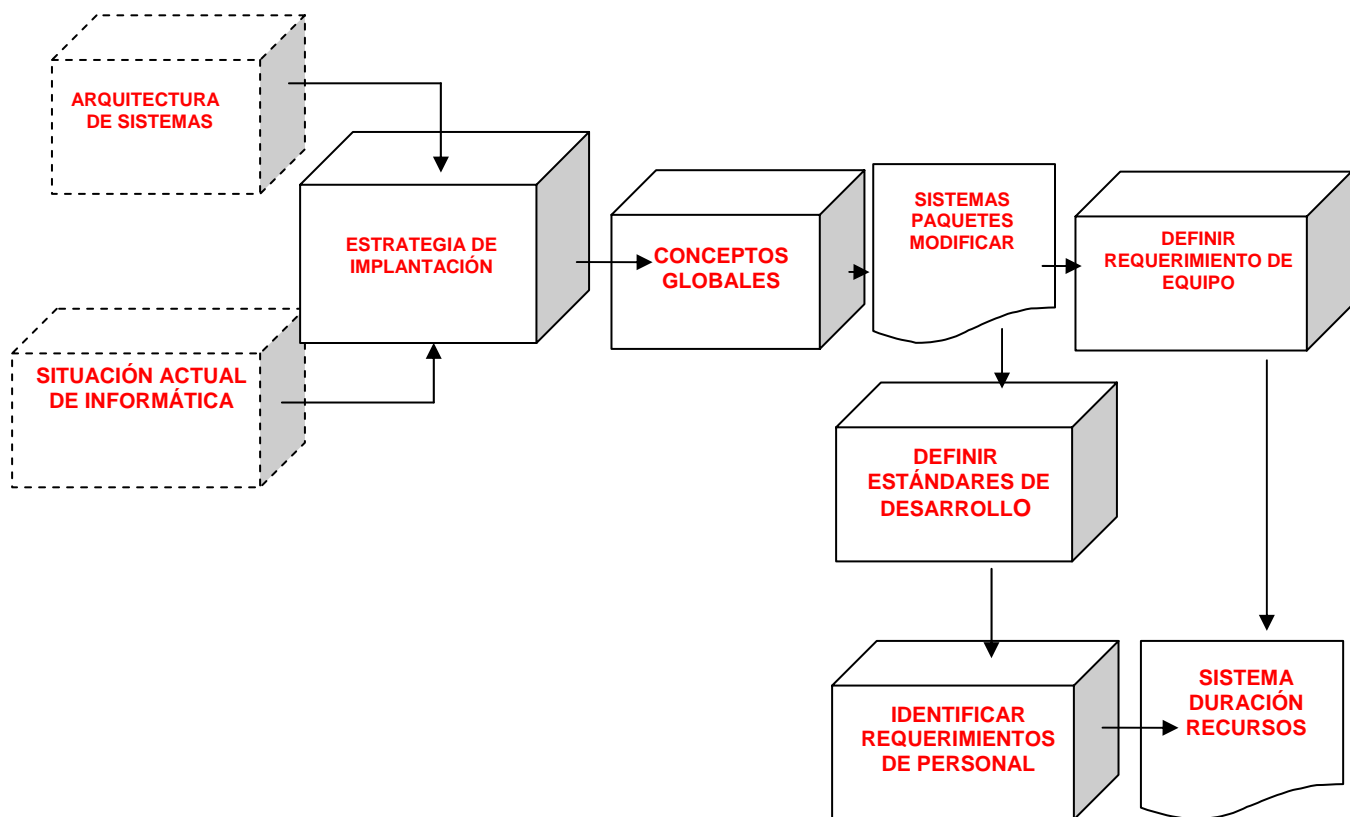 ARQUITECTURA
DE SISTEMAS
ESTRATEGIA DE
IMPLANTACIÓN
SITUACIÓN ACTUAL
DE INFORMÁTICA
CONCEPTOS
GLOBALES
SISTEMAS
PAQUETES
MODIFICAR
DEFINIR
REQUERIMIENTO DE
EQUIPO
DEFINIR
ESTÁNDARES DE
DESARROLLO
IDENTIFICAR
REQUERIMIENTOS
DE PERSONAL
SISTEMA
DURACIÓN
RECURSOS